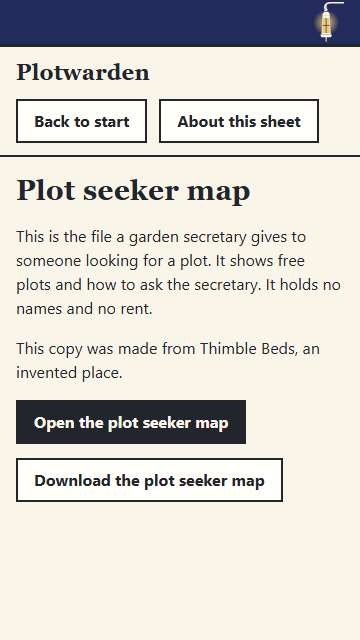 Plotwarden
Back to start
About this sheet
Plot seeker map
This is the file a garden secretary gives to
someone looking for a plot. It shows free
plots and how to ask the secretary. It holds no
names and no rent.
This copy was made from Thimble Beds, an
invented place.
Open the plot seeker map
Download the plot seeker map